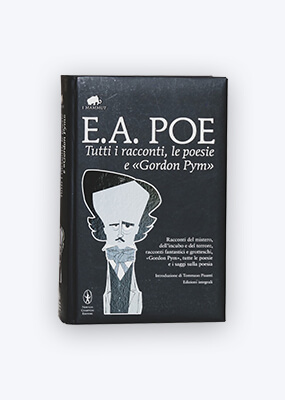 I MAMMUT
E.A. POE
Tutti i racconti, le poesie
e «Gordon Pym»
Racconti del mistero,
dell'incubo e del terrore,
racconti fantastici e grotteschi,
«Gordon Pym», tutte le poesie
e i saggi sulla poesia
Introduzione di Tommaso Pisanti
Edizioni integrali
NEWTON
COMPTON
EDITORI